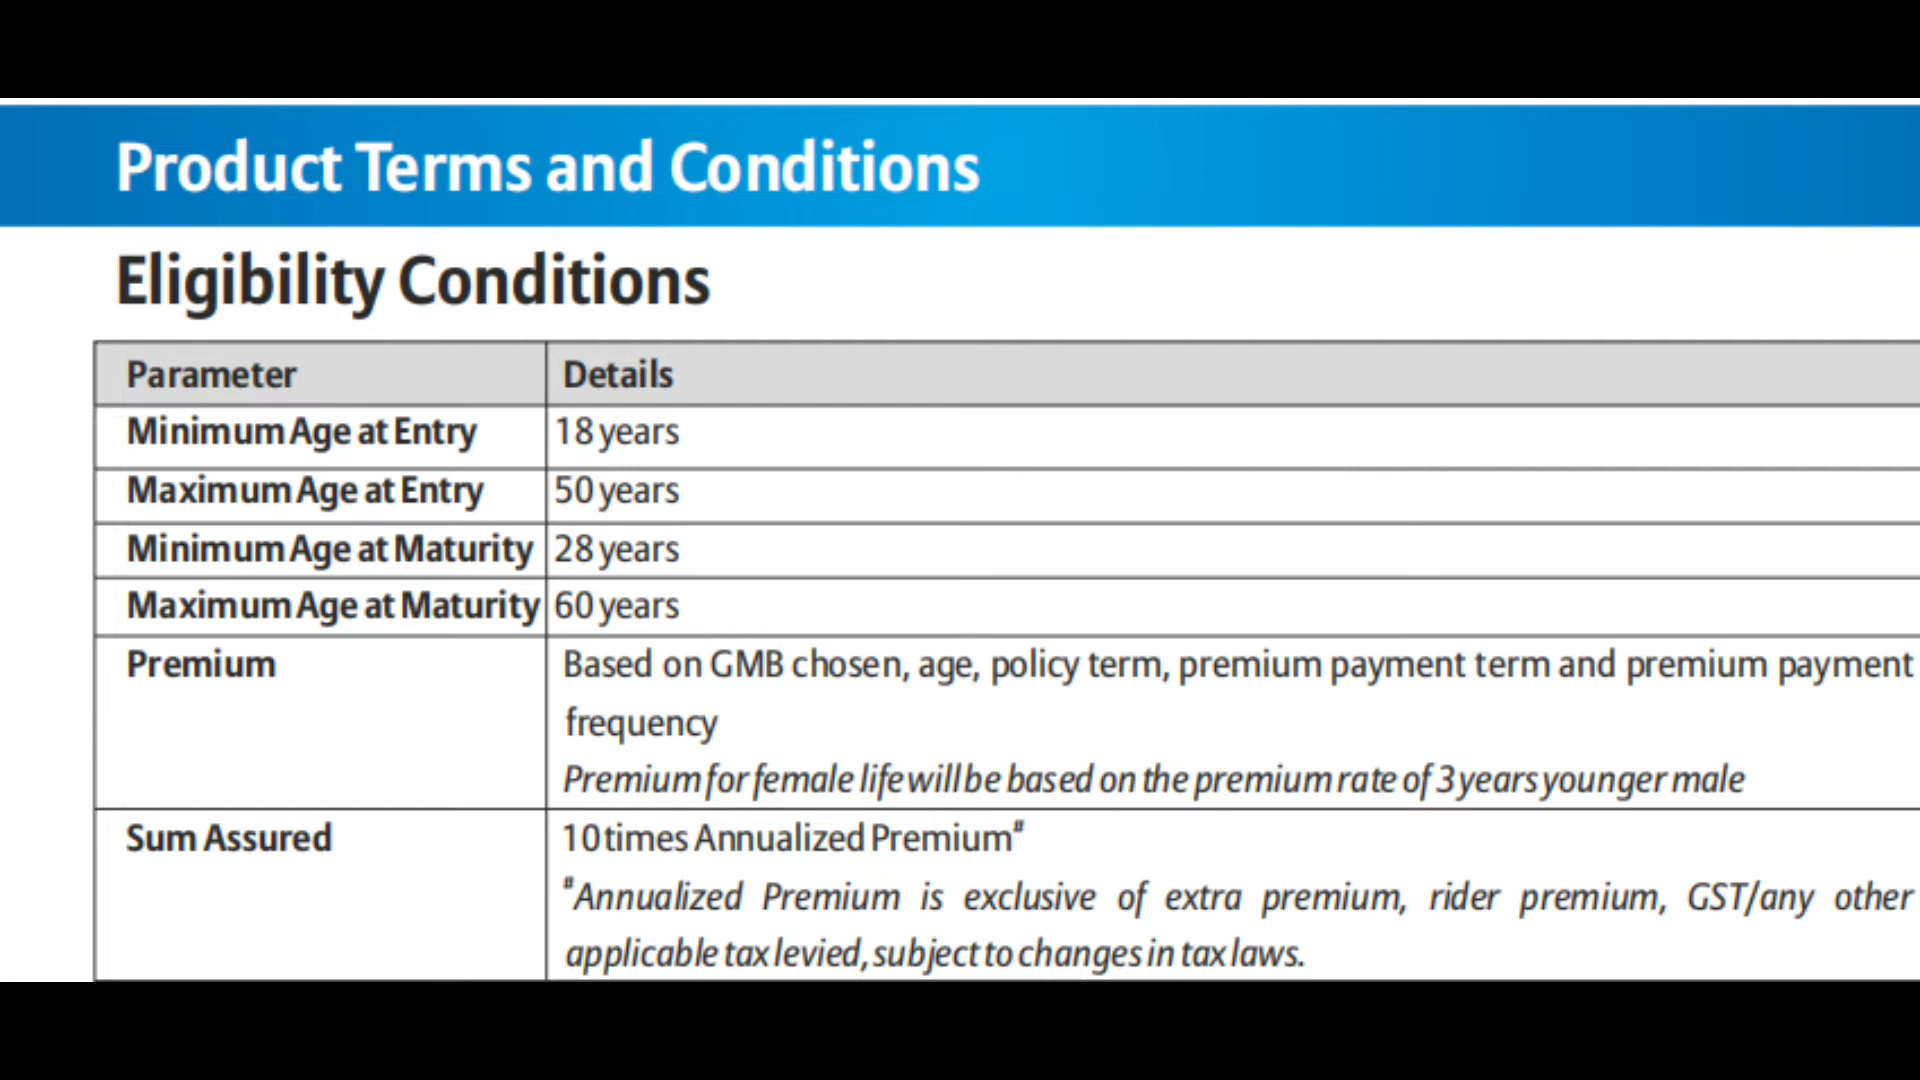 Product Terms and Conditions
Eligibility Conditions
Parameter Details
Minimum Age at Entry 18 years
Maximum Age at Entry 50 years
Minimum Age at Maturity 28 years
Maximum Age at Maturity 60 years
Premium Based on GMB chosen, age, policy term, premium payment term and premium payment
frequency
Premium for female life will be based on the premium rate of 3 years younger male
Sum Assured 10 times Annualized Premium#
#Annualized Premium is exclusive of extra premium, rider premium, GST/any other
applicable tax levied, subject to changes in tax laws.